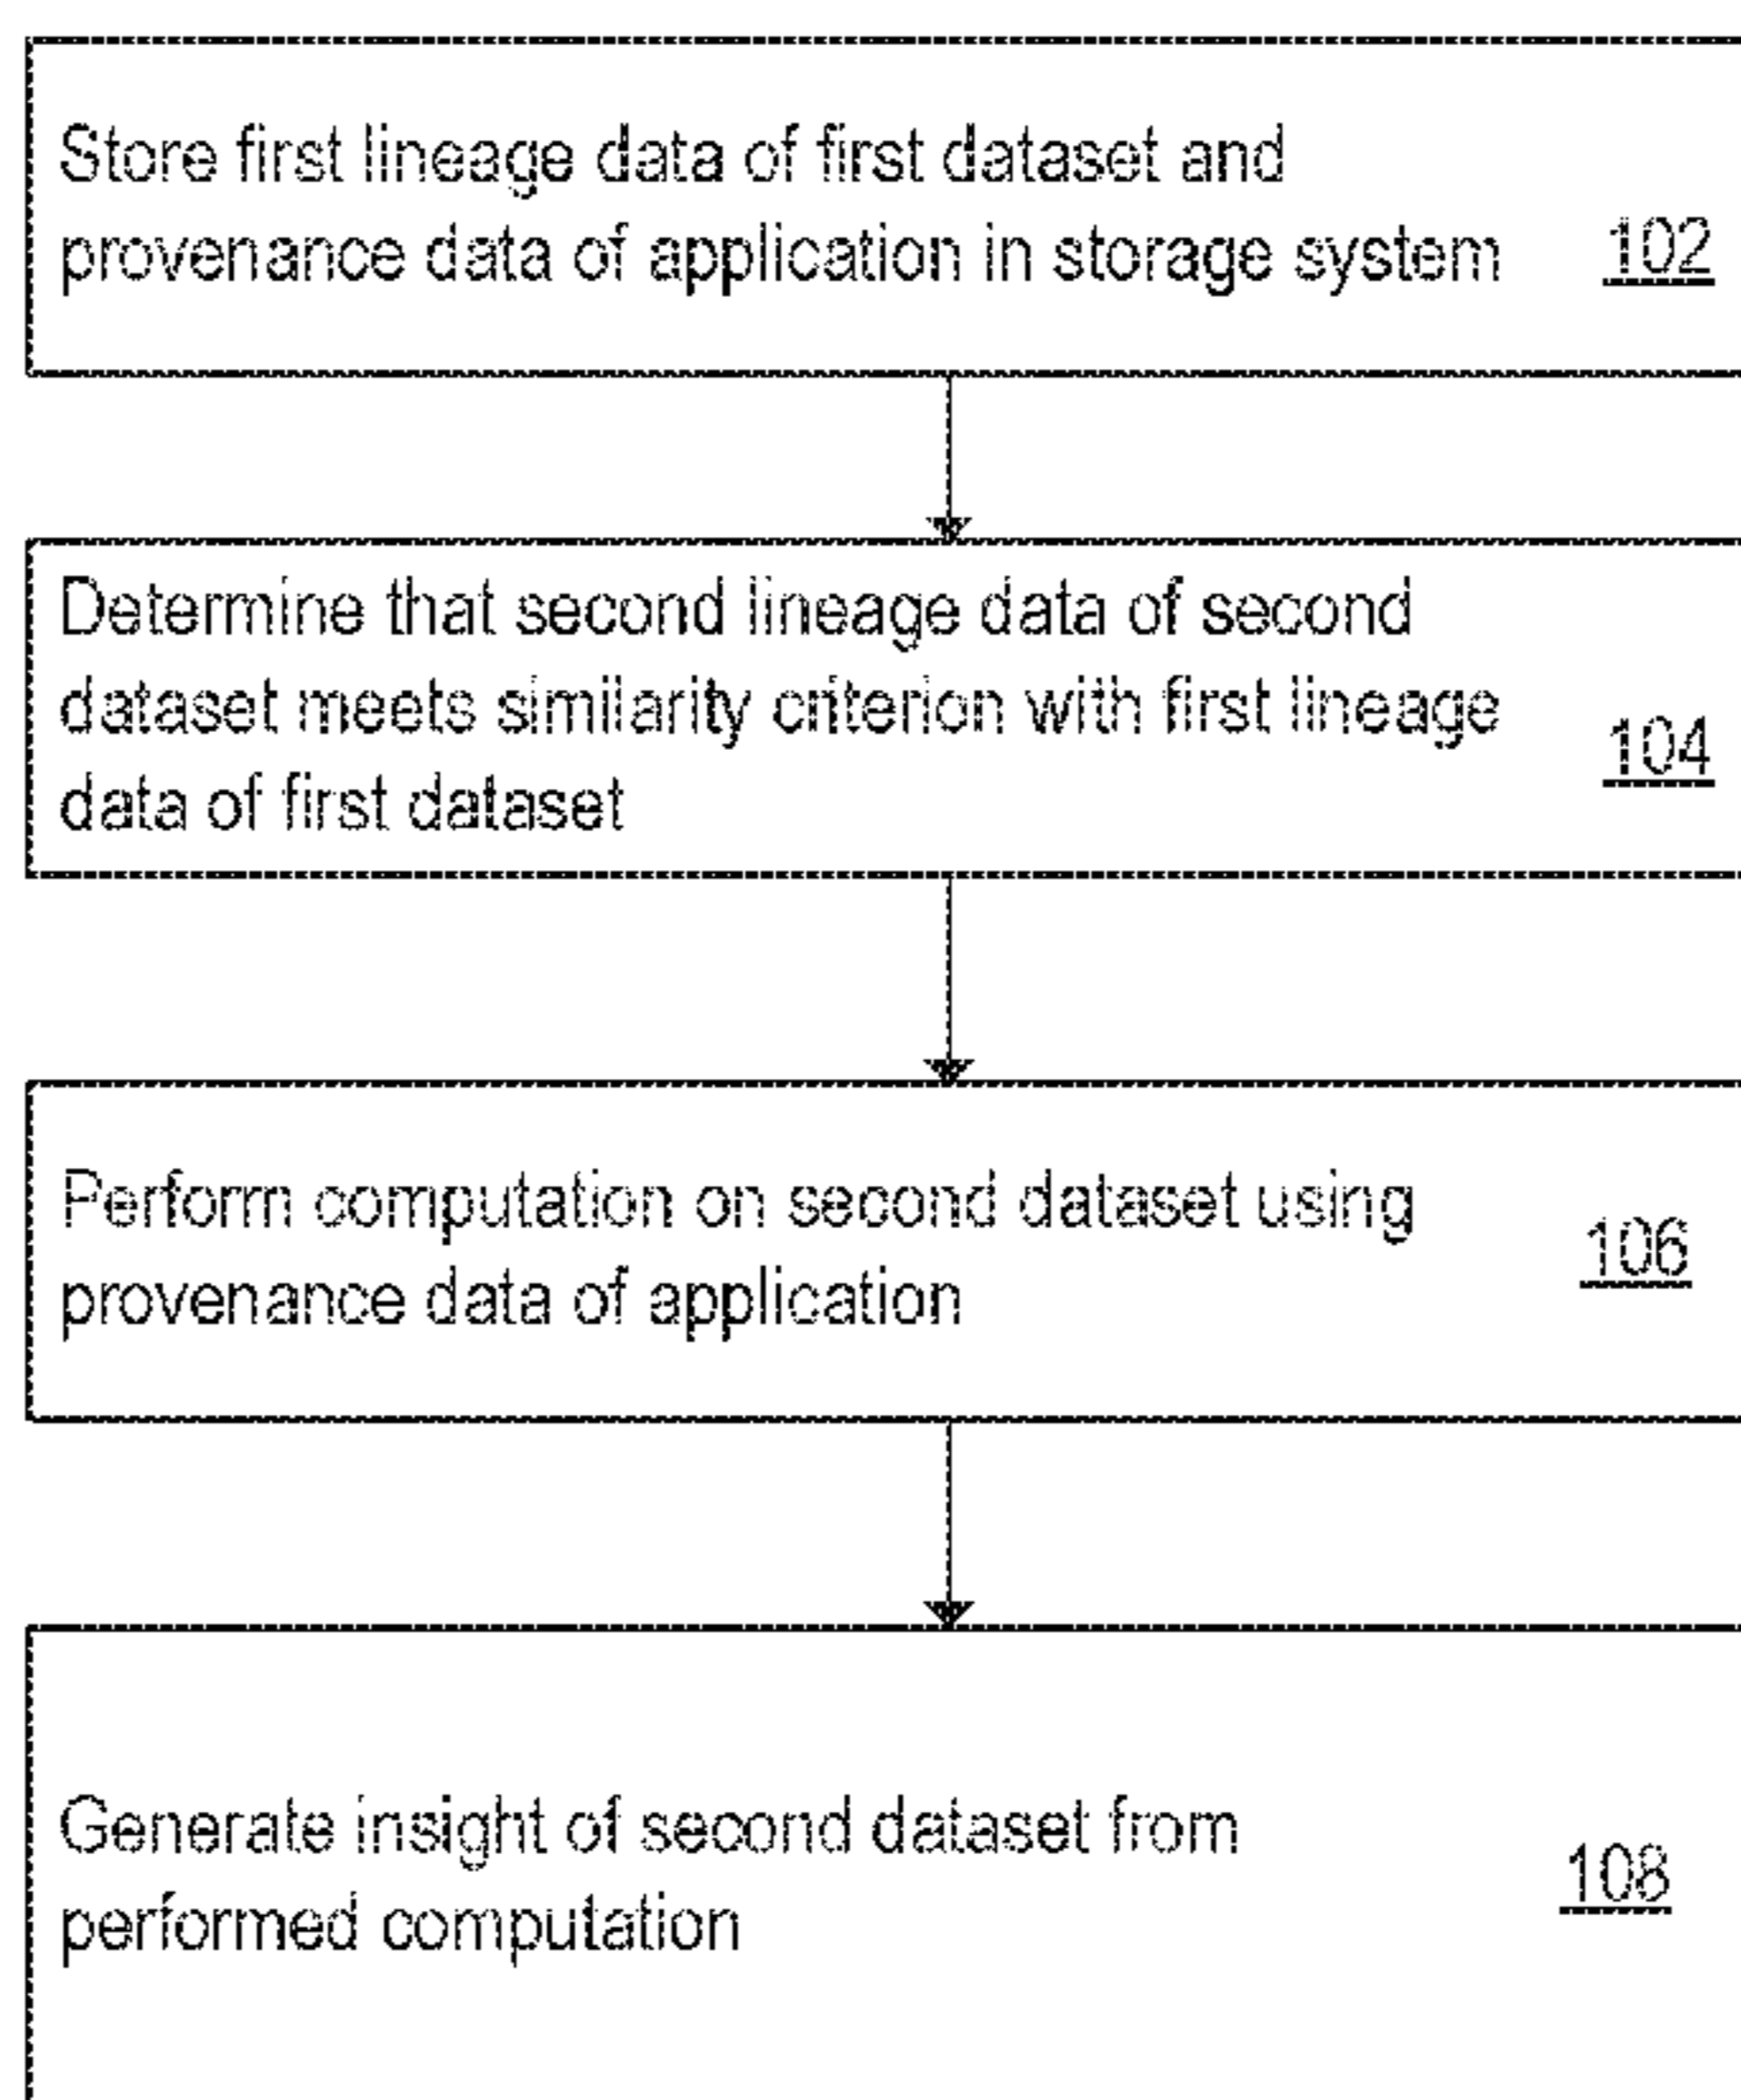 Store first lineage data of first dataset and
provenance data of application in storage system 102
Determine that second lineage data of second
dataset meets similarity criterion with first lineage
104
data of first dataset
Perform computation on second dataset using
106
provenance data of application
Generate insight of second dataset from
108
performed computation